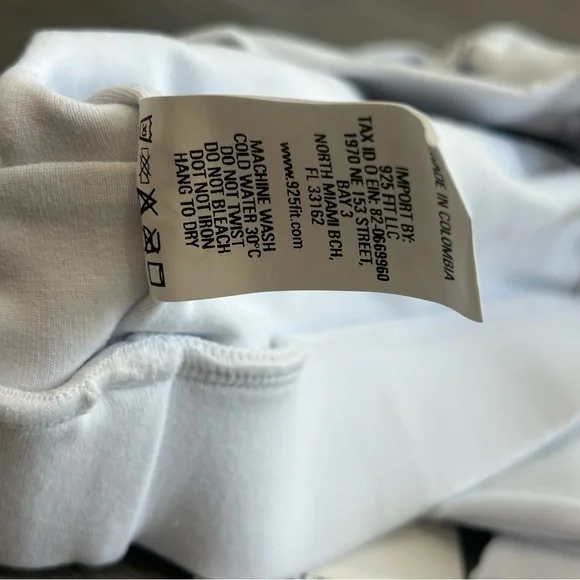 MADE IN COLOMBIA
IMPORT BY:
925 FIT LLC
TAX ID O EIN: 82-0669960
1970 NE 153 STREET,
BAY 3
NORTH MIAMI BCH,
FL 33162
www.925fit.com
MACHINE WASH
COLD WATER 30°C
DO NOT TWIST
DO NOT BLEACH
DOT NOT IRON
HANG TO DRY